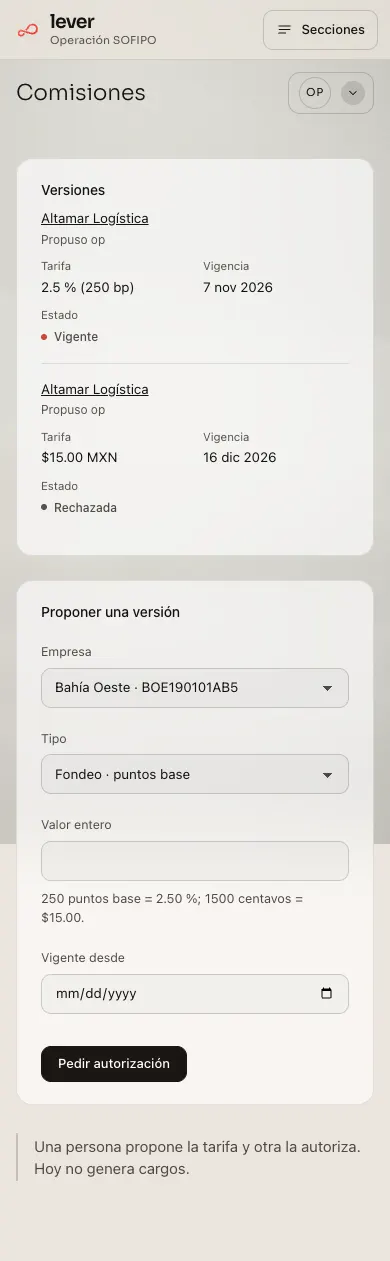 lever
Operación SOFIPO
Secciones
Comisiones
OP
Versiones
Altamar Logística
Propuso op
Tarifa
Vigencia
2.5 % (250 bp)
7 nov 2026
Estado
Vigente
Altamar Logística
Propuso op
Tarifa
Vigencia
$15.00 MXN
16 dic 2026
Estado
Rechazada
Proponer una versión
Empresa
Bahía Oeste · BOE190101AB5
Tipo
Fondeo · puntos base
Valor entero
250 puntos base = 2.50 %; 1500 centavos =
$15.00.
Vigente desde
mm/dd/yyyy
Pedir autorización
Una persona propone la tarifa y otra la autoriza.
Hoy no genera cargos.